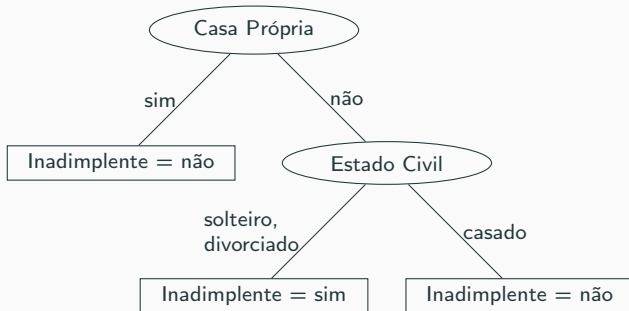 Casa Própria
sim
não
Inadimplente = não
Estado Civil
solteiro,
divorciado
casado
Inadimplente = sim
Inadimplente = não